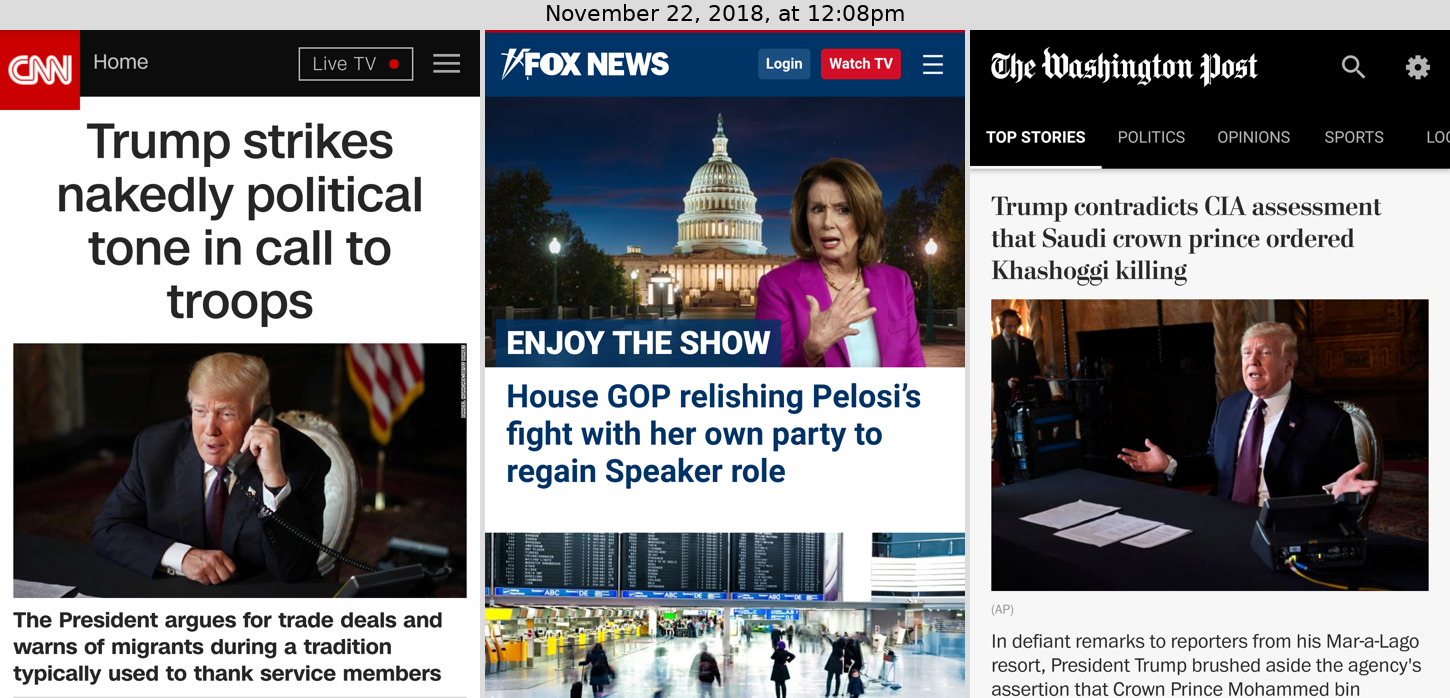 November 22, 2018, at 12:08pm
CNN
Home
Live TV
Trump strikes
nakedly political
tone in call to
troops
The President argues for trade deals and
warns of migrants during a tradition
typically used to thank service members
FOX NEWS
Login
Watch TV
ENJOY THE SHOW
House GOP relishing Pelosi’s
fight with her own party to
regain Speaker role
ABC DE
ABC DE
The Washington Post
TOP STORIES POLITICS OPINIONS SPORTS LOC
Trump contradicts CIA assessment
that Saudi crown prince ordered
Khashoggi killing
(AP)
In defiant remarks to reporters from his Mar-a-Lago
resort, President Trump brushed aside the agency's
assertion that Crown Prince Mohammed bin